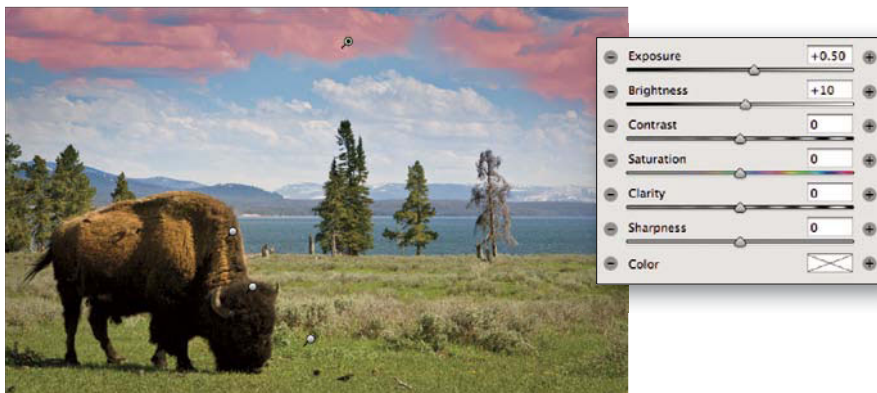 Exposure +0.50
Brightness +10
Contrast 0
Saturation 0
Clarity 0
Sharpness 0
Color